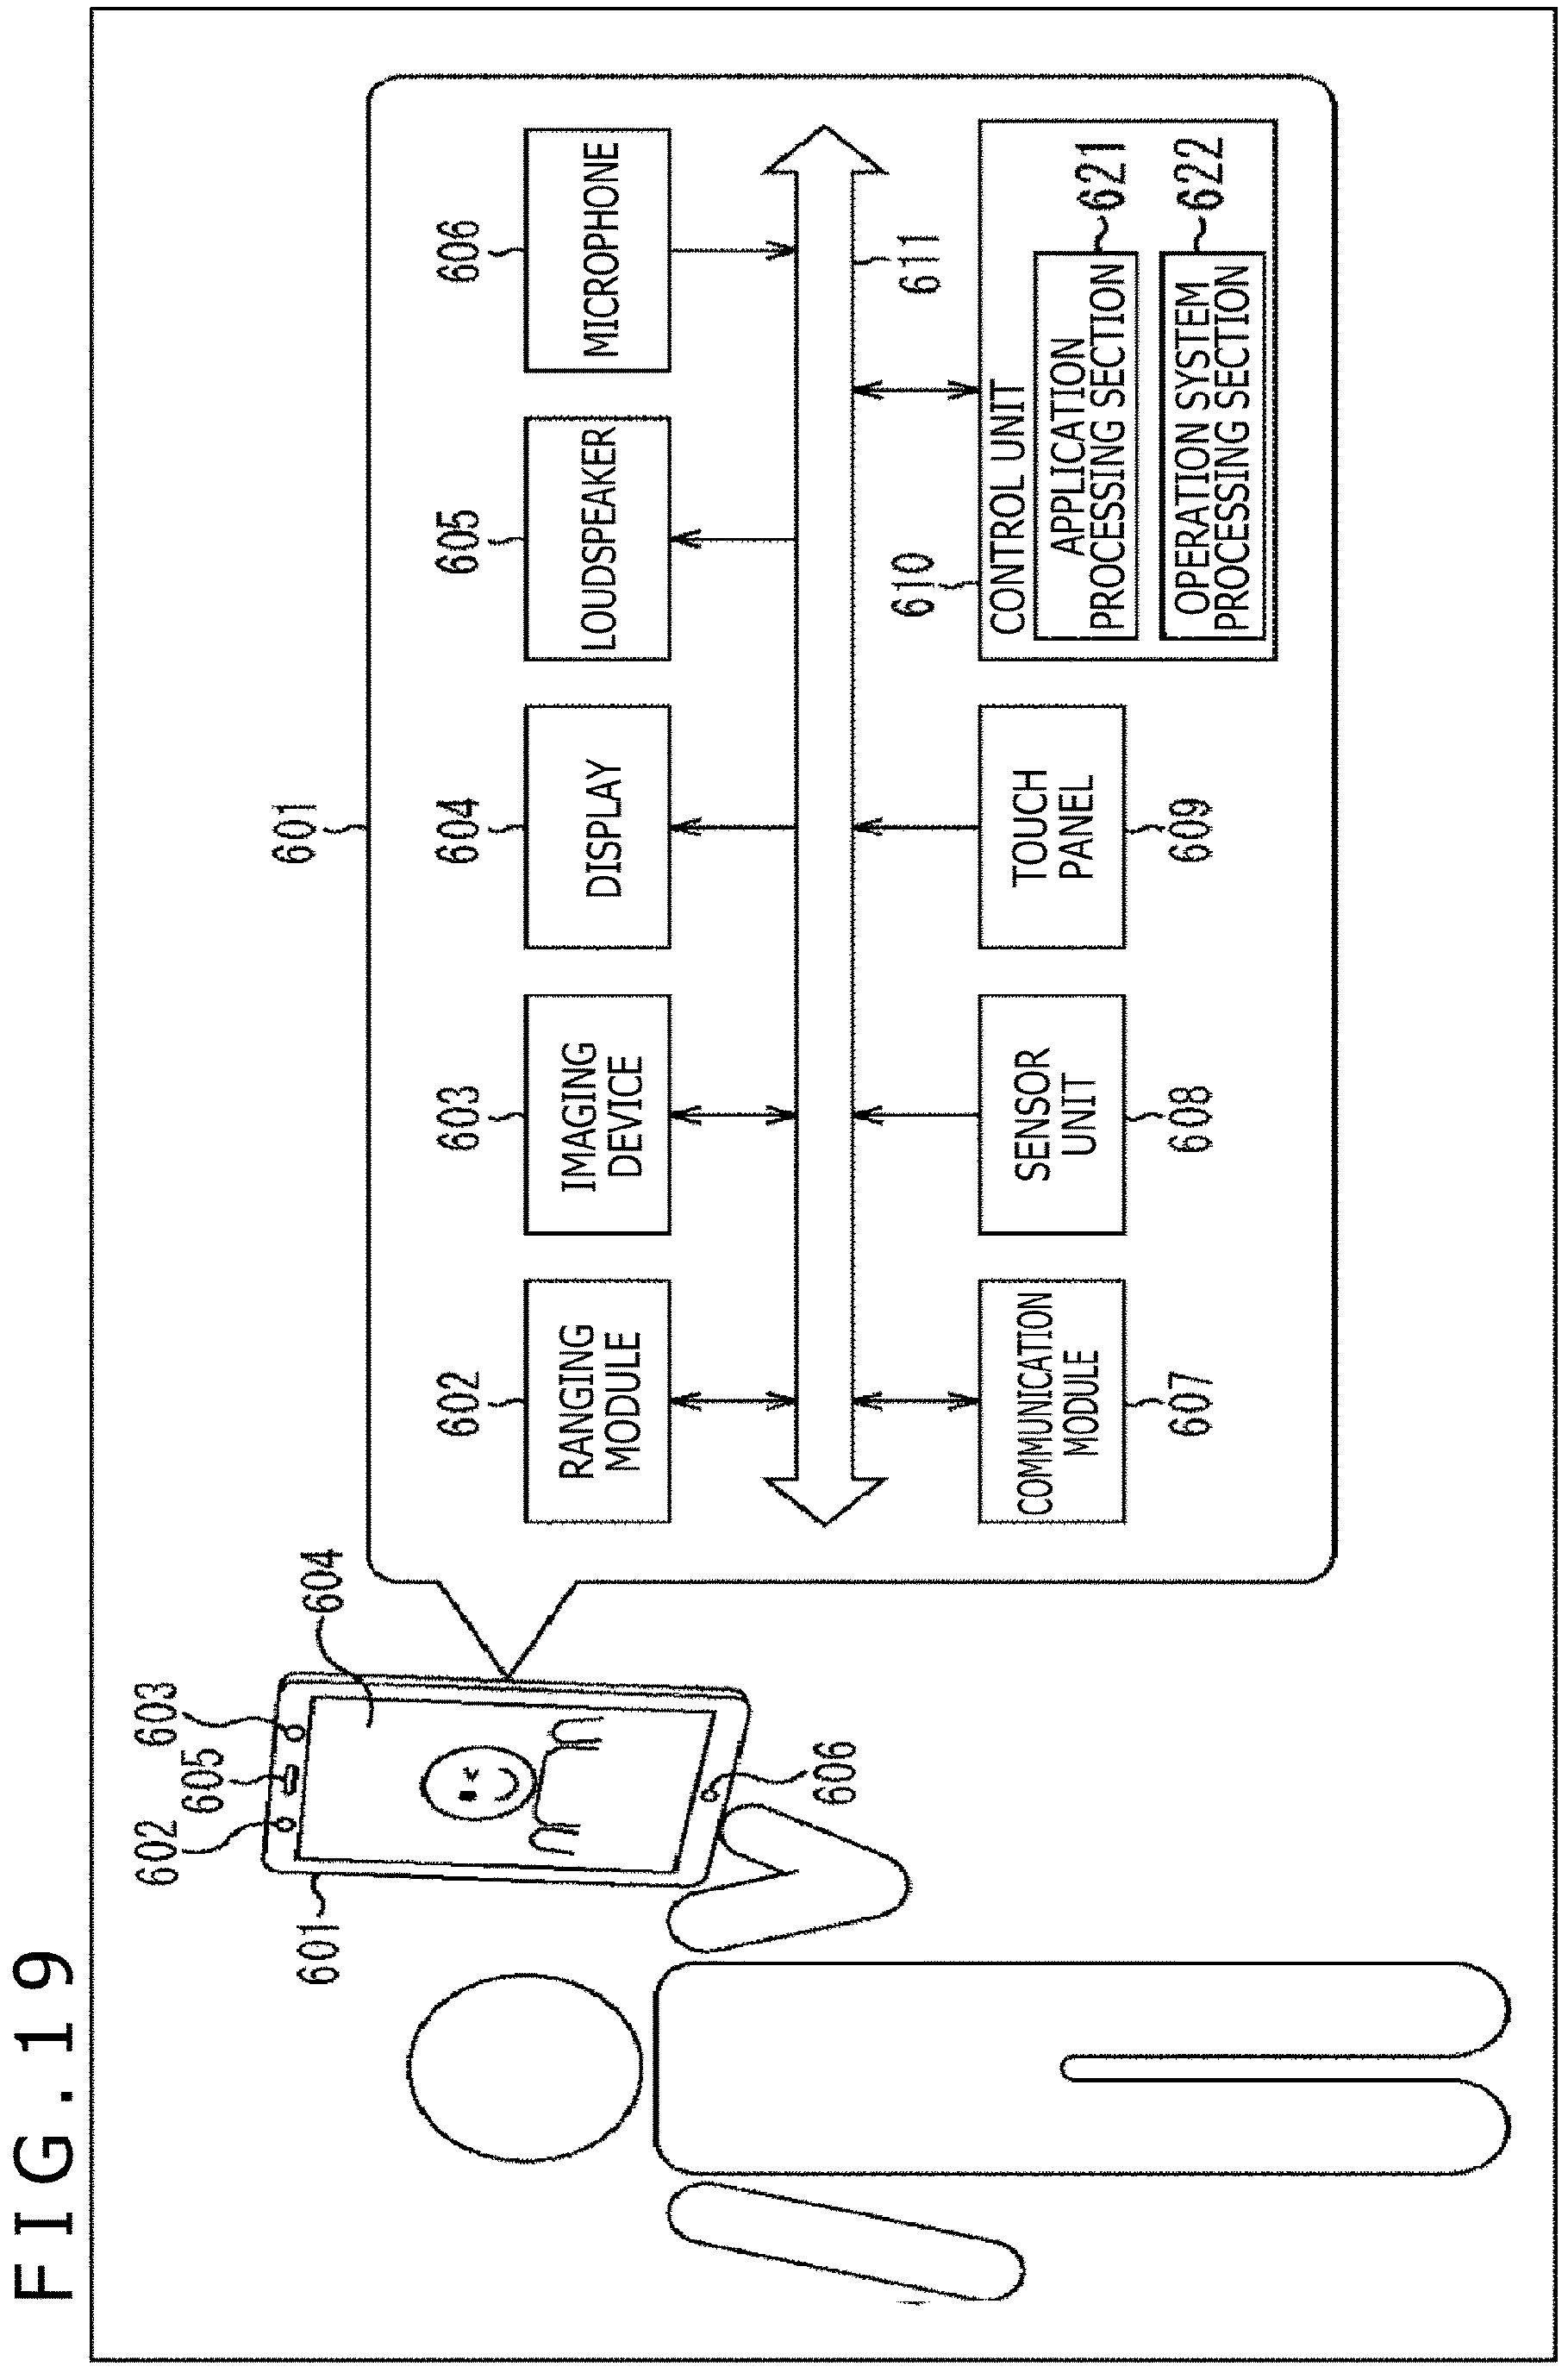 FIG.19
601
602
RANGING
MODULE
603
IMAGING
DEVICE
604
DISPLAY
605
LOUDSPEAKER
606
MICROPHONE
611
607
COMMUNICATION
MODULE
608
SENSOR
UNIT
609
TOUCH
PANEL
610
CONTROL UNIT
APPLICATION
PROCESSING SECTION
621
OPERATION SYSTEM
PROCESSING SECTION
622
602
605
603
601
604
606